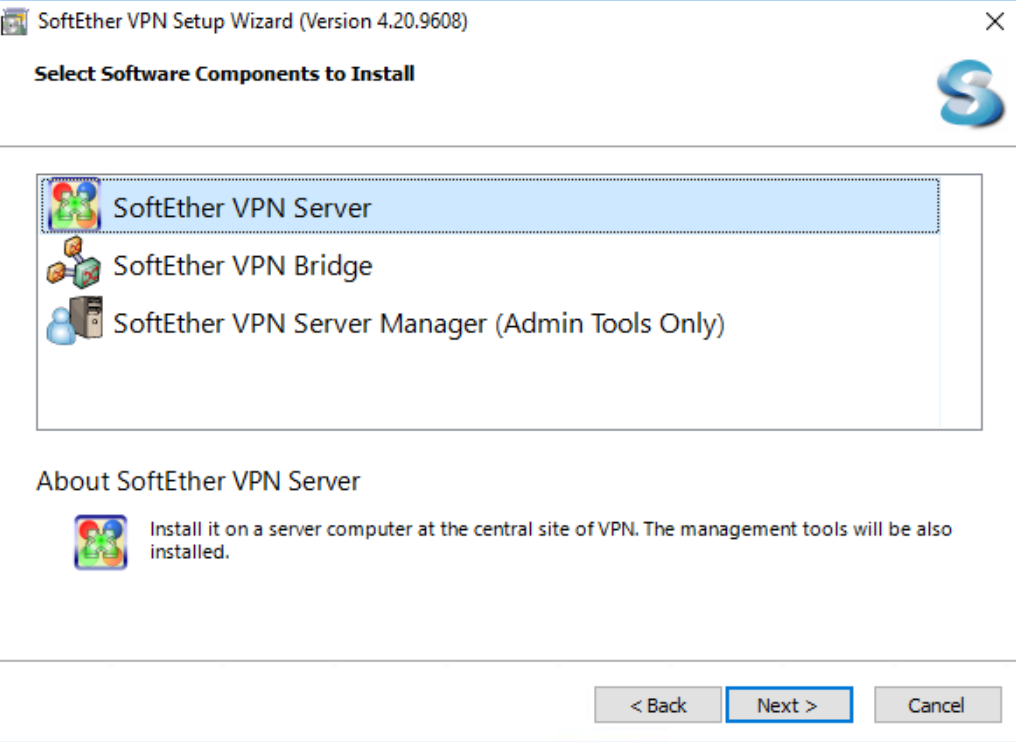 SoftEther VPN Setup Wizard (Version 4.20.9608)
Select Software Components to Install
SoftEther VPN Server
SoftEther VPN Bridge
SoftEther VPN Server Manager (Admin Tools Only)
About SoftEther VPN Server
Install it on a server computer at the central site of VPN. The management tools will be also
installed.
< Back Next > Cancel